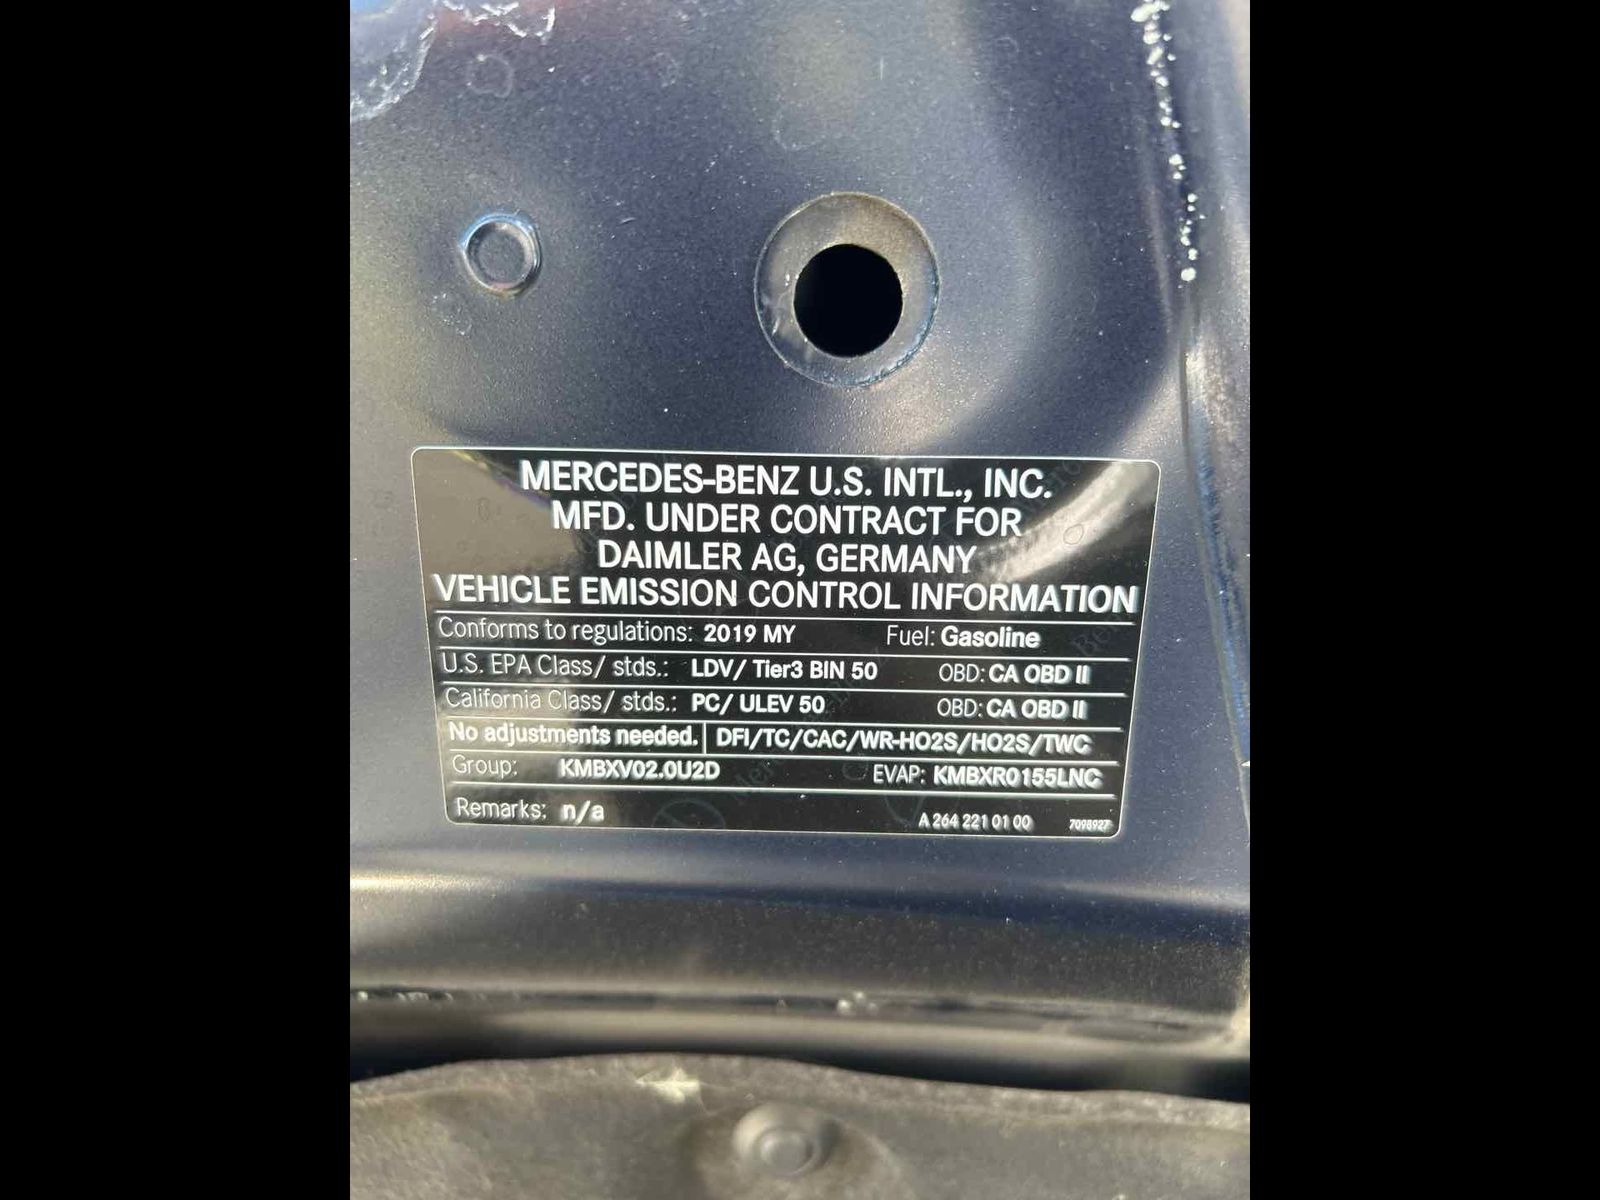 MERCEDES-BENZ U.S. INTL., INC.
MFD. UNDER CONTRACT FOR
DAIMLER AG, GERMANY
VEHICLE EMISSION CONTROL INFORMATION
Conforms to regulations: 2019 MY Fuel: Gasoline
U.S. EPA Class/ stds.: LDV/ Tier3 BIN 50 OBD: CA OBD II
California Class/ stds.: PC/ ULEV 50 OBD: CA OBD II
No adjustments needed. DFI/TC/CAC/WR-HO2S/HO2S/TWC
Group: KMBXV02.0U2D EVAP: KMBXR0155LNC
Remarks: n/a A 264 221 01 00 7098927